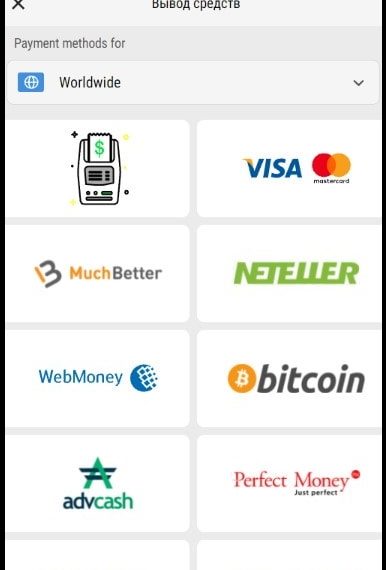 Вывод средств
Payment methods for
Worldwide
$
VISA
mastercard
MuchBetter
NETELLER
WebMoney
bitcoin
advcash
Perfect Money
Just perfect